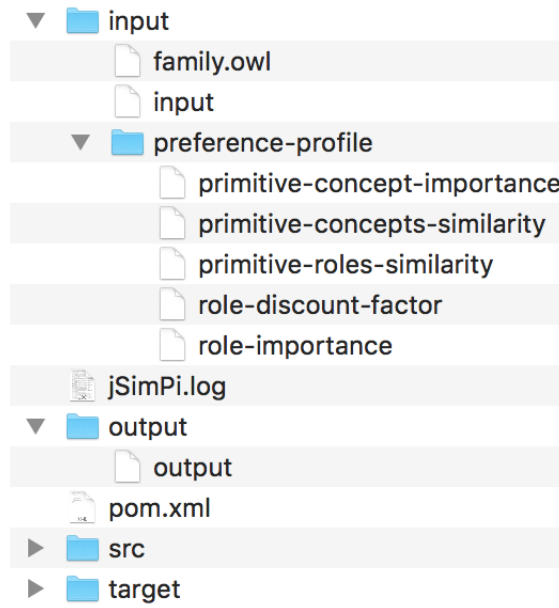 input
family.owl
input
preference-profile
primitive-concept-importance
primitive-concepts-similarity
primitive-roles-similarity
role-discount-factor
role-importance
jSimPi.log
output
output
pom.xml
src
target